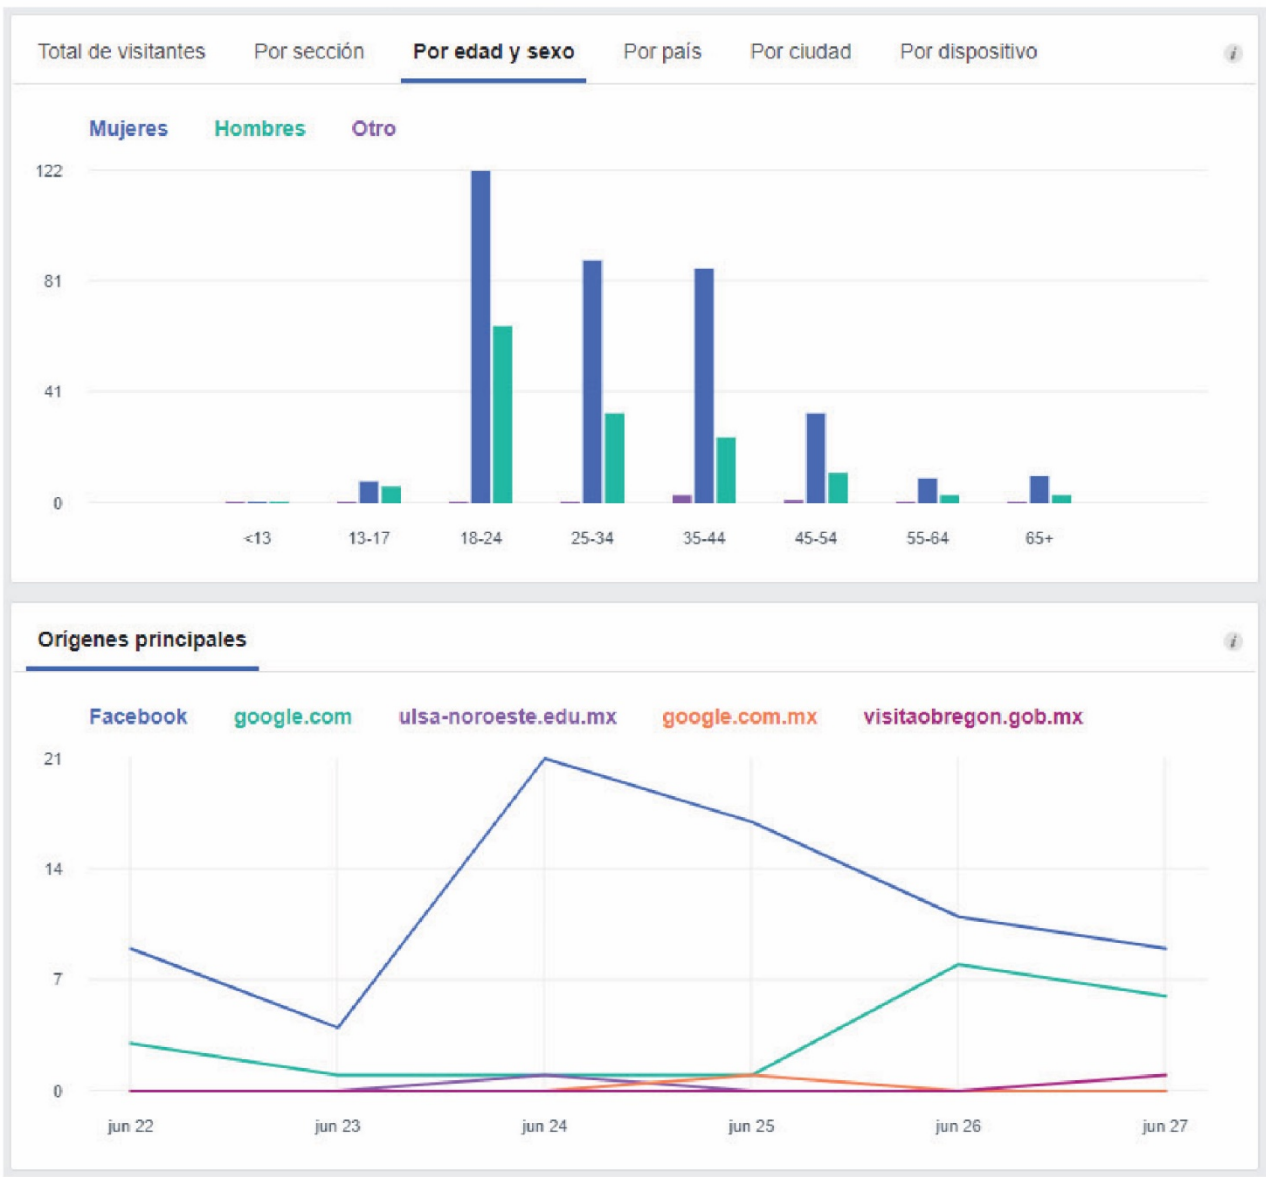 Total de visitantes Por sección Por edad y sexo Por país Por ciudad Por dispositivo i
Mujeres Hombres Otro
122
81
41
0
<13 13-17 18-24 25-34 35-44 45-54 55-64 65+
Orígenes principales i
Facebook google.com ulsa-noroeste.edu.mx google.com.mx visitaobregon.gob.mx
21
14
7
0
jun 22 jun 23 jun 24 jun 25 jun 26 jun 27